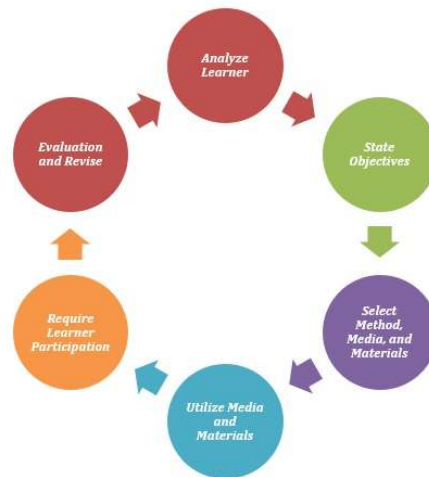 Analyze
Learner
State
Objectives
Select
Method,
Media, and
Materials
Utilize Media
and
Materials
Require
Learner
Participation
Evaluation
and Revise